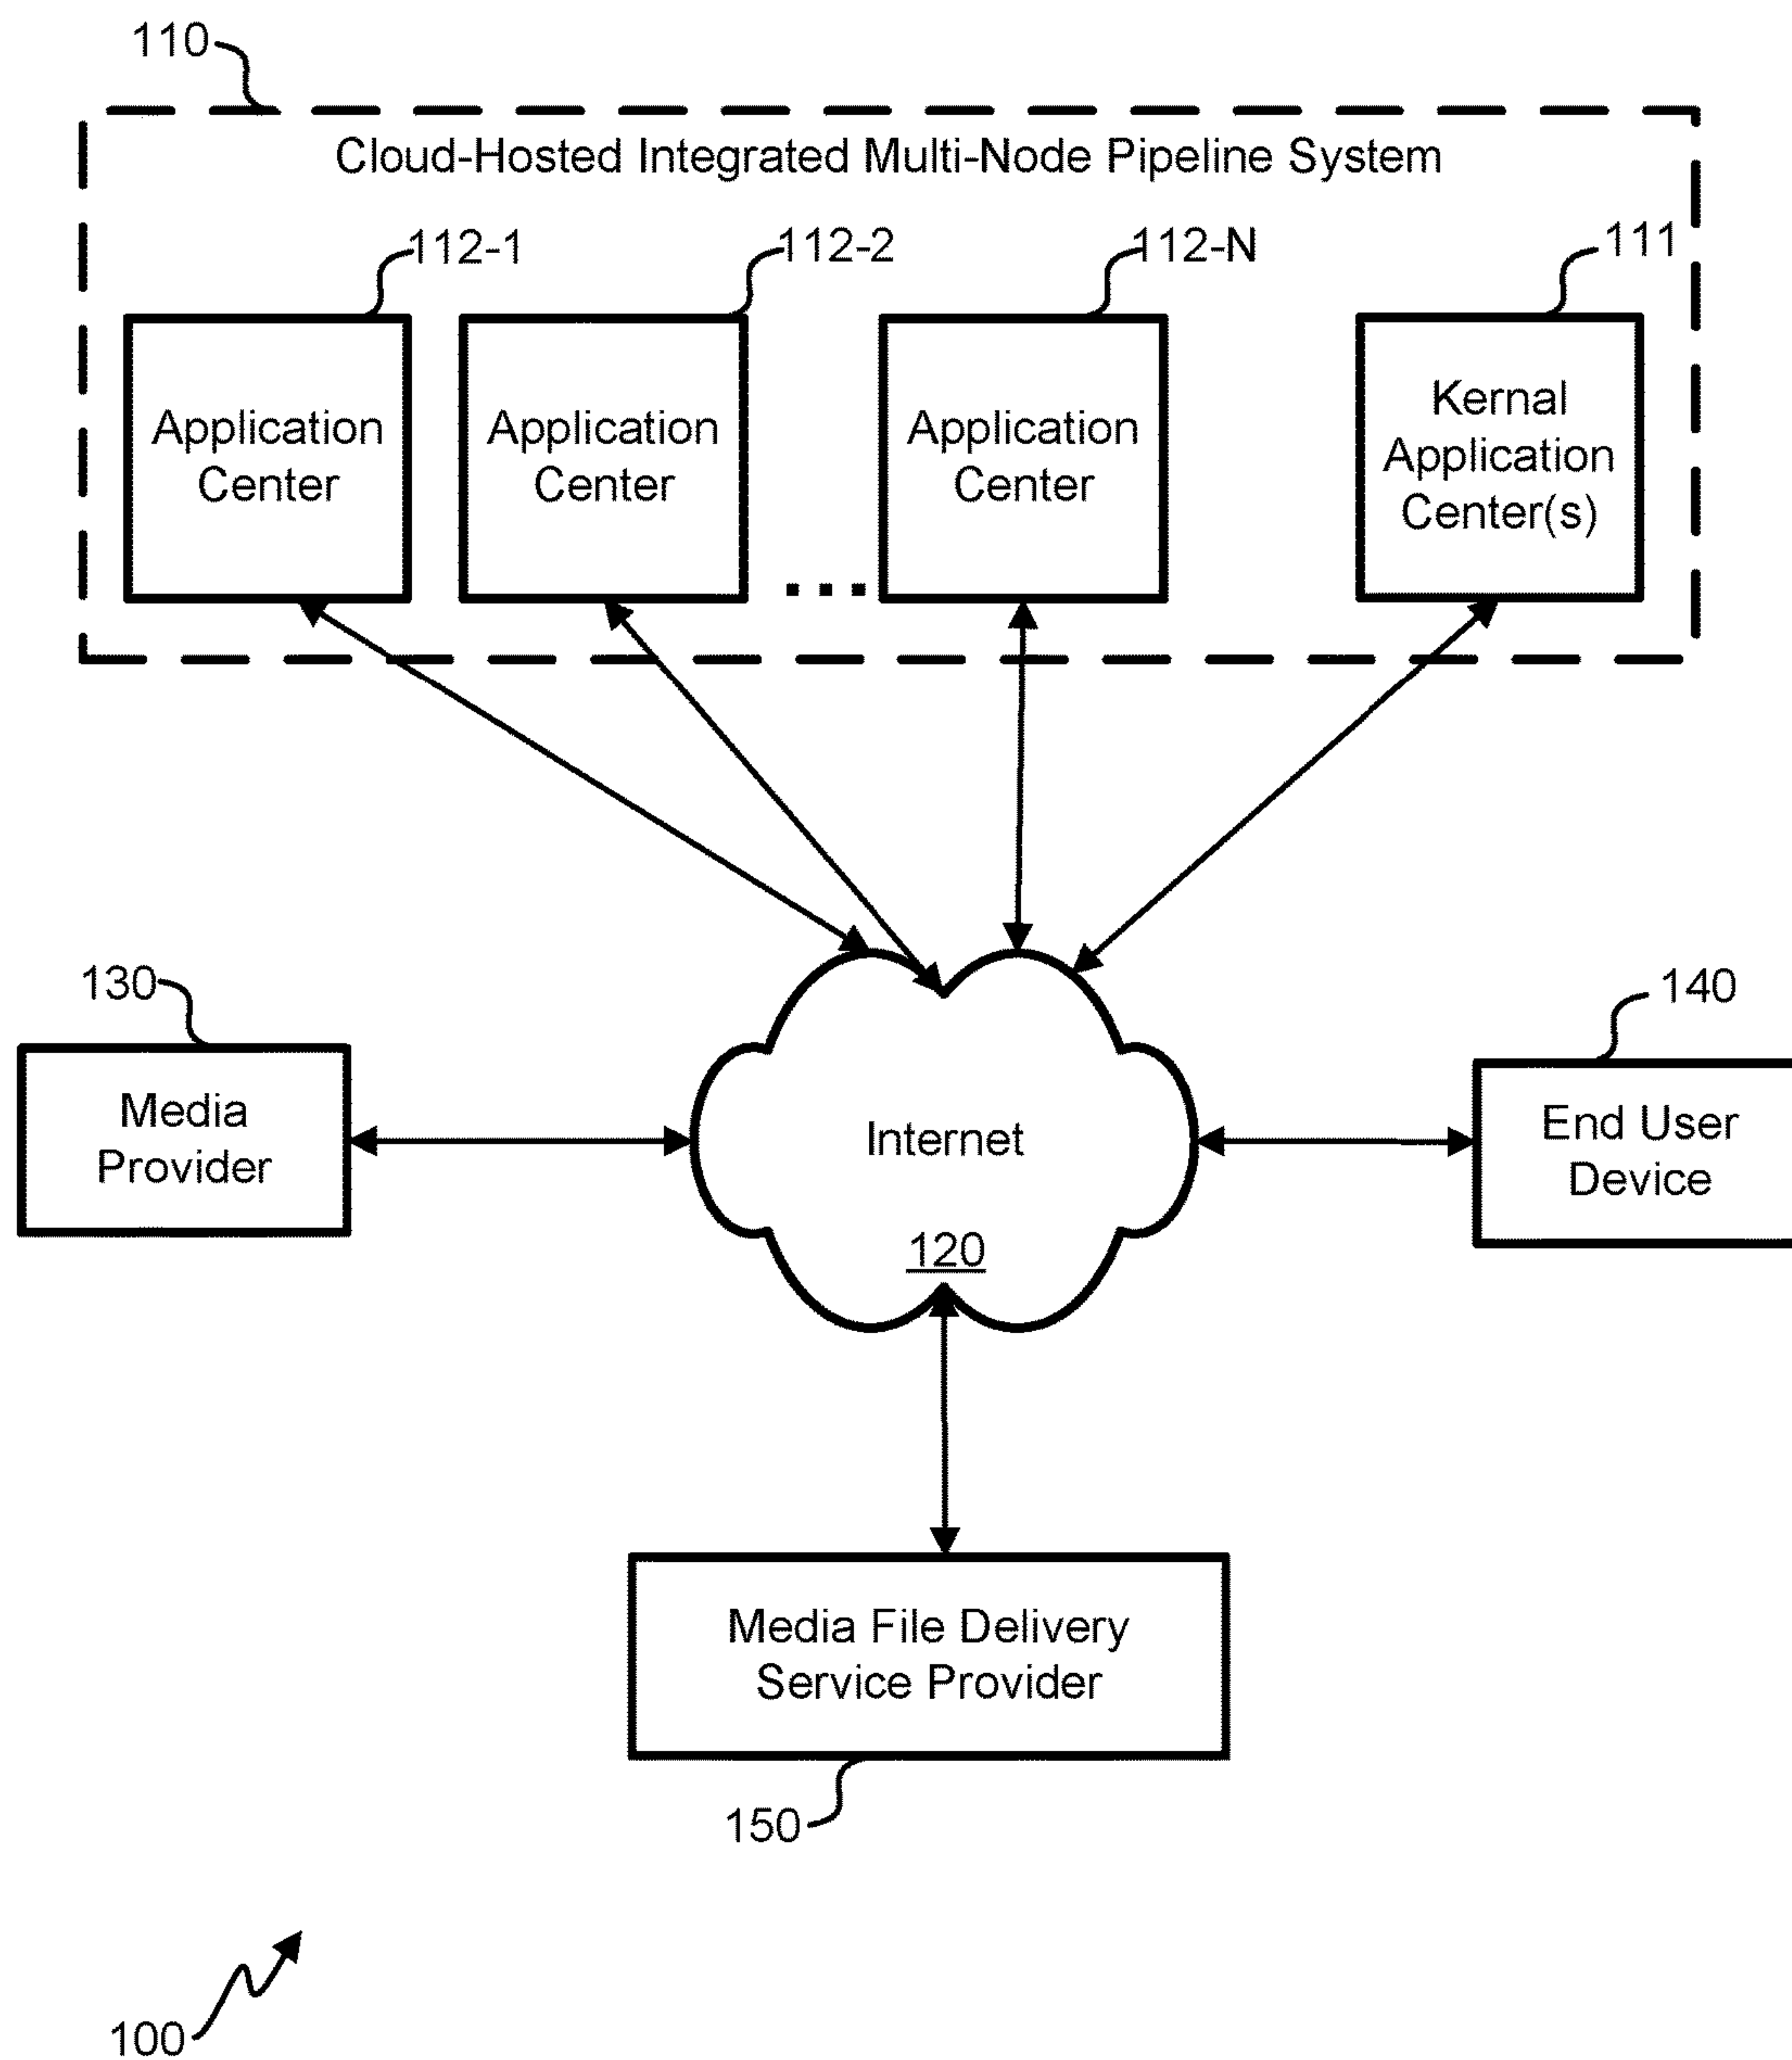 110
Cloud-Hosted Integrated Multi-Node Pipeline System
112-1
112-2
112-N
111
Application
Center
Application
Center
...
Application
Center
Kernal
Application
Center(s)
130
140
Media
Provider
Internet
120
End User
Device
Media File Delivery
Service Provider
150
100